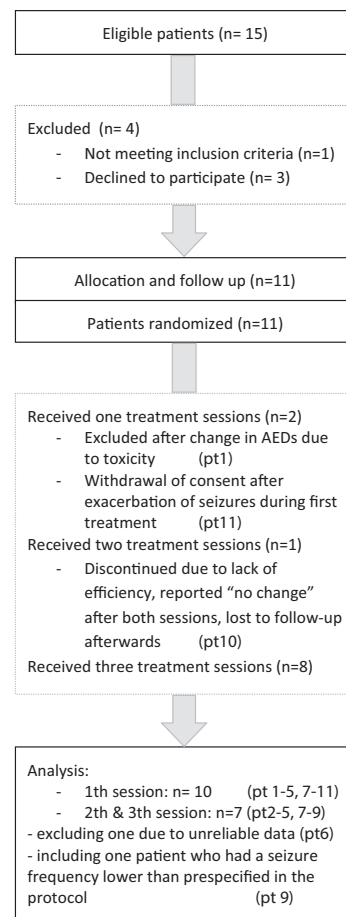 Eligible patients (n= 15)
Excluded  (n= 4)
- Not meeting inclusion criteria (n=1)
- Declined to participate (n= 3)
Allocation and follow up (n=11)
Patients randomized (n=11)
Received one treatment sessions (n=2)
- Excluded after change in AEDs due
to toxicity (pt1)
- Withdrawal of consent after
exacerbation of seizures during first
treatment (pt11)
Received two treatment sessions (n=1)
- Discontinued due to lack of
efficiency, reported “no change”
after both sessions, lost to follow-up
afterwards (pt10)
Received three treatment sessions (n=8)
Analysis:
- 1th session: n= 10 (pt 1-5, 7-11)
- 2th & 3th session: n=7 (pt2-5, 7-9)
- excluding one due to unreliable data (pt6)
- including one patient who had a seizure
frequency lower than prespecified in the
protocol (pt 9)